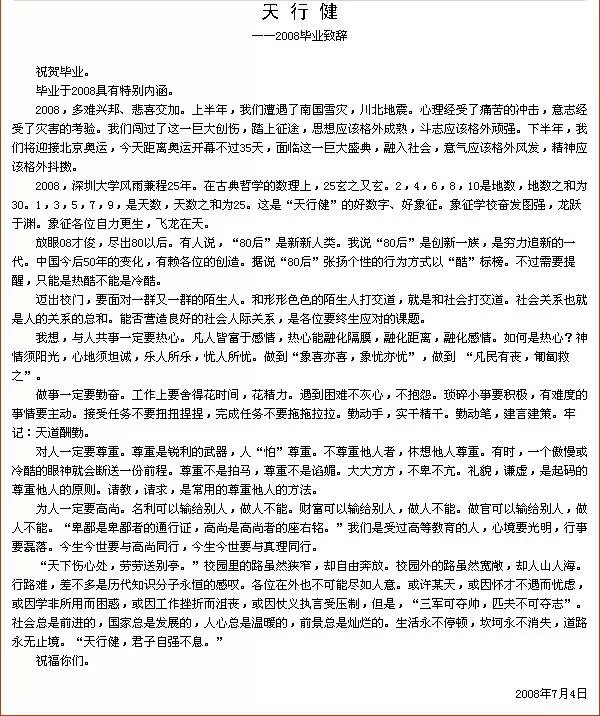 天 行 健
——2008毕业致辞
祝贺毕业。
毕业于2008具有特别内涵。
2008，多难兴邦、悲喜交加。上半年，我们遭遇了南国雪灾，川北地震。心理经受了痛苦的冲击，意志经
受了灾害的考验。我们闯过了这一巨大创伤，踏上征途，思想应该格外成熟，斗志应该格外顽强。下半年，我
们将迎接北京奥运，今天距离奥运开幕不过35天，面临这一巨大盛典，融入社会，意气应该格外风发，精神应
该格外抖擞。
2008，深圳大学风雨兼程25年。在古典哲学的数理上，25玄之又玄。2，4，6，8，10是地数，地数之和为
30。1，3，5，7，9，是天数，天数之和为25。这是“天行健”的好数字、好象征。象征学校奋发图强，龙跃
于渊。象征各位自力更生，飞龙在天。
放眼08才俊，尽出80以后。有人说，“80后”是新新人类。我说“80后”是创新一族，是穷力追新的一
代。中国今后50年的变化，有赖各位的创造。据说“80后”张扬个性的行为方式以“酷”标榜。不过需要提
醒，只能是热酷不能是冷酷。
迈出校门，要面对一群又一群的陌生人。和形形色色的陌生人打交道，就是和社会打交道。社会关系也就
是人的关系的总和。能否营造良好的社会人际关系，是各位要终生应对的课题。
我想，与人共事一定要热心。凡人皆富于感情，热心能融化隔膜，融化距离，融化感情。如何是热心？神
情须阳光，心地须坦诚，乐人所乐，忧人所忧。做到“象喜亦喜，象忧亦忧”，做到 “凡民有丧，匍匐救
之”。
做事一定要勤奋。工作上要舍得花时间，花精力。遇到困难不灰心，不抱怨。琐碎小事要积极，有难度的
事情要主动。接受任务不要扭扭捏捏，完成任务不要拖拖拉拉。勤动手，实干精干。勤动笔，建言建策。牢
记：天道酬勤。
对人一定要尊重。尊重是锐利的武器，人“怕”尊重。不尊重他人者，休想他人尊重。有时，一个傲慢或
冷酷的眼神就会断送一份前程。尊重不是拍马，尊重不是谄媚。大大方方，不卑不亢。礼貌，谦虚，是起码的
尊重他人的原则。请教，请求，是常用的尊重他人的方法。
为人一定要高尚。名利可以输给别人，做人不能。财富可以输给别人，做人不能。做官可以输给别人，做
人不能。“卑鄙是卑鄙者的通行证，高尚是高尚者的座右铭。”我们是受过高等教育的人，心境要光明，行事
要磊落。今生今世要与高尚同行，今生今世要与真理同行。
“天下伤心处，劳劳送别亭。”校园里的路虽然狭窄，却自由奔放。校园外的路虽然宽敞，却人山人海。
行路难，差不多是历代知识分子永恒的感叹。各位在外也不可能尽如人意。或许某天，或因怀才不遇而忧虑，
或因学非所用而困惑，或因工作挫折而沮丧，或因仗义执言受压制，但是，“三军可夺帅，匹夫不可夺志”。
社会总是前进的，国家总是发展的，人心总是温暖的，前景总是灿烂的。生活永不停顿，坎坷永不消失，道路
永无止境。“天行健，君子自强不息。”
祝福你们。
2008年7月4日